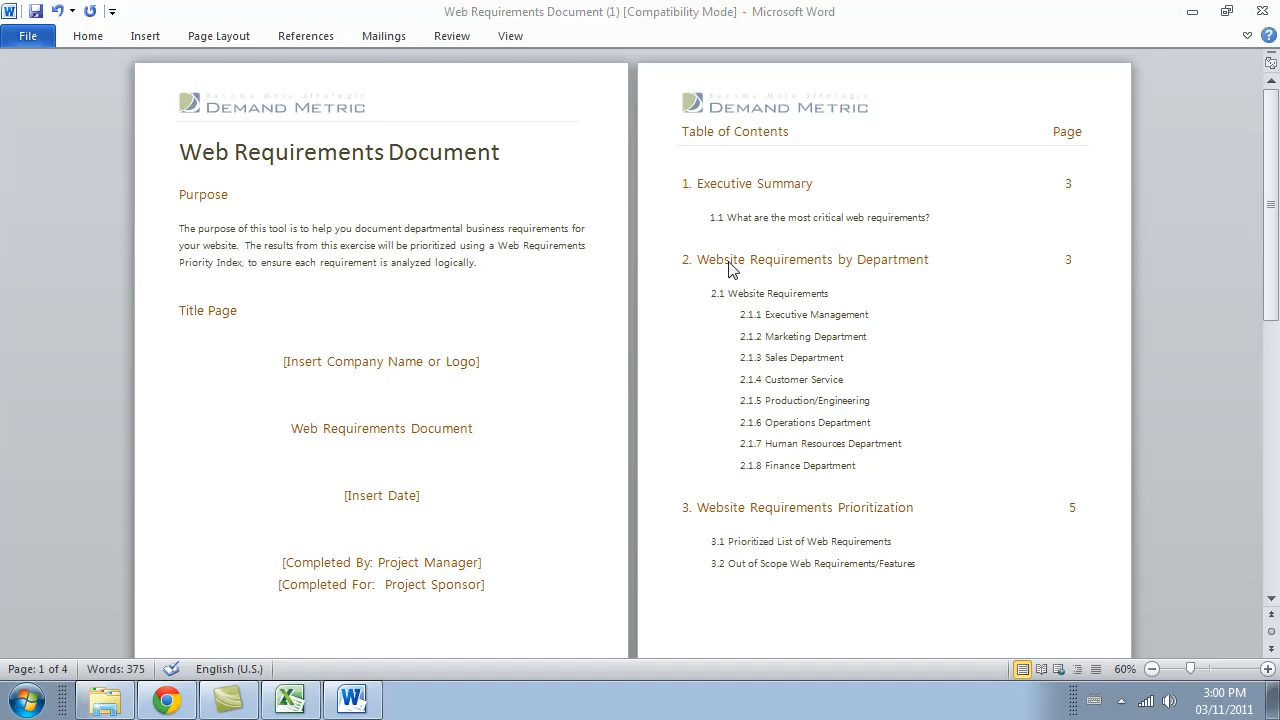 Web Requirements Document (1) [Compatibility Mode] - Microsoft Word
File Home Insert Page Layout References Mailings Review View
Become More Strategic
DEMAND METRIC
Web Requirements Document
Purpose
The purpose of this tool is to help you document departmental business requirements for
your website. The results from this exercise will be prioritized using a Web Requirements
Priority Index, to ensure each requirement is analyzed logically.
Title Page
[Insert Company Name or Logo]
Web Requirements Document
[Insert Date]
[Completed By: Project Manager]
[Completed For: Project Sponsor]
Become More Strategic
DEMAND METRIC
Table of Contents Page
1. Executive Summary 3
1.1 What are the most critical web requirements?
2. Website Requirements by Department 3
2.1 Website Requirements
2.1.1 Executive Management
2.1.2 Marketing Department
2.1.3 Sales Department
2.1.4 Customer Service
2.1.5 Production/Engineering
2.1.6 Operations Department
2.1.7 Human Resources Department
2.1.8 Finance Department
3. Website Requirements Prioritization 5
3.1 Prioritized List of Web Requirements
3.2 Out of Scope Web Requirements/Features
Page: 1 of 4 Words: 375 English (U.S.) 60%
3:00 PM
03/11/2011